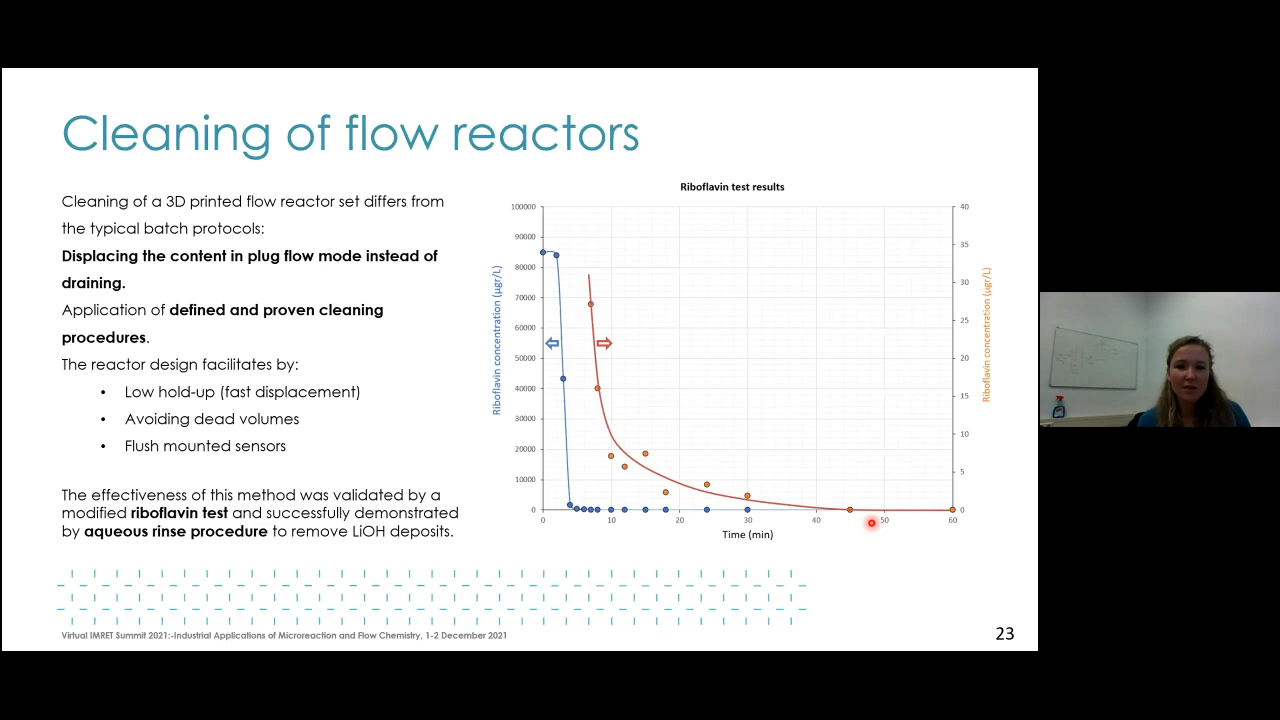 Cleaning of flow reactors
Cleaning of a 3D printed flow reactor set differs from
the typical batch protocols:
Displacing the content in plug flow mode instead of
draining.
Application of defined and proven cleaning
procedures.
The reactor design facilitates by:
• Low hold-up (fast displacement)
• Avoiding dead volumes
• Flush mounted sensors
The effectiveness of this method was validated by a
modified riboflavin test and successfully demonstrated
by aqueous rinse procedure to remove LiOH deposits.
Riboflavin test results
Riboflavin concentration (µgr/L)
100000
90000
80000
70000
60000
50000
40000
30000
20000
10000
0
40
35
30
25
20
15
10
5
0
Riboflavin concentration (µgr/L)
0 10 20 30 40 50 60
Time (min)
Virtual IMRET Summit 2021:-Industrial Applications of Microreaction and Flow Chemistry, 1-2 December 2021
23